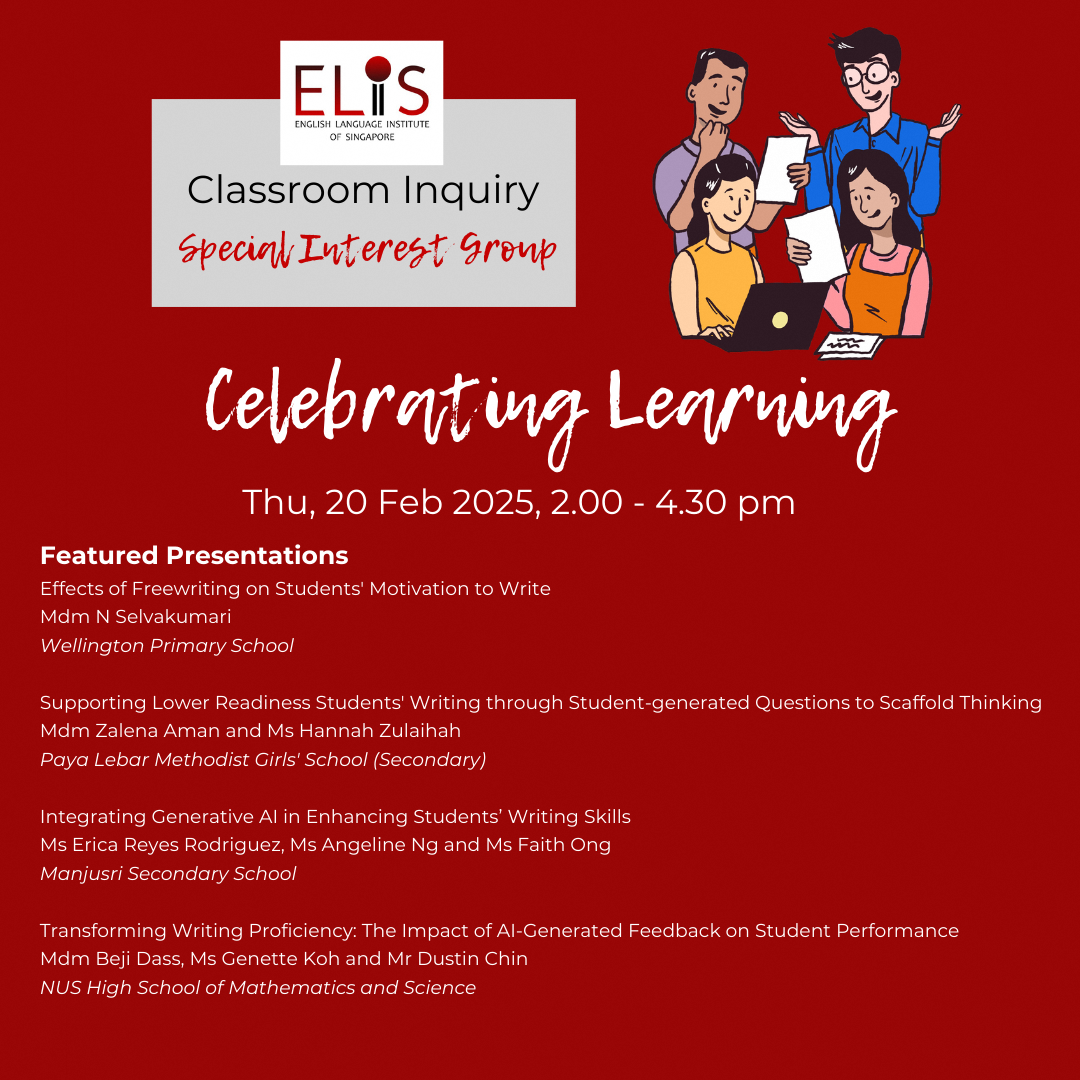 ELiS
ENGLISH LANGUAGE INSTITUTE
OF SINGAPORE
Classroom Inquiry
Special Interest Group
Celebrating Learning
Thu, 20 Feb 2025, 2.00 - 4.30 pm
Featured Presentations
Effects of Freewriting on Students' Motivation to Write
Mdm N Selvakumari
Wellington Primary School
Supporting Lower Readiness Students' Writing through Student-generated Questions to Scaffold Thinking
Mdm Zalena Aman and Ms Hannah Zulaihah
Paya Lebar Methodist Girls' School (Secondary)
Integrating Generative AI in Enhancing Students’ Writing Skills
Ms Erica Reyes Rodriguez, Ms Angeline Ng and Ms Faith Ong
Manjusri Secondary School
Transforming Writing Proficiency: The Impact of AI-Generated Feedback on Student Performance
Mdm Beji Dass, Ms Genette Koh and Mr Dustin Chin
NUS High School of Mathematics and Science